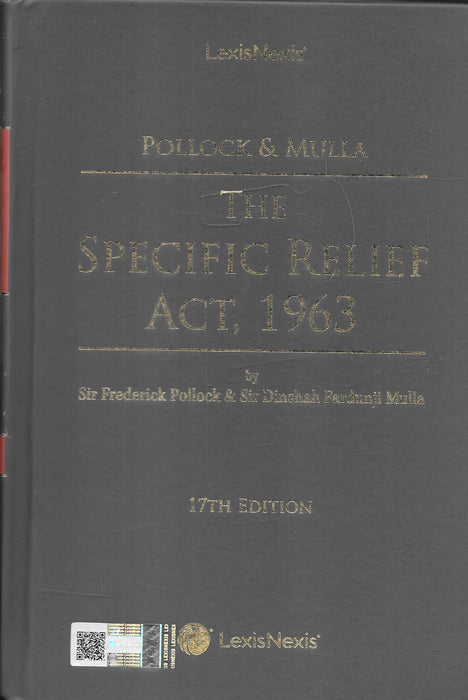 LexisNexis®
POLLOCK & MULLA
THE
SPECIFIC RELIEF
ACT, 1963
by
Sir Frederick Pollock & Sir Dinshah Fardunji Mulla
17TH EDITION
LexisNexis®